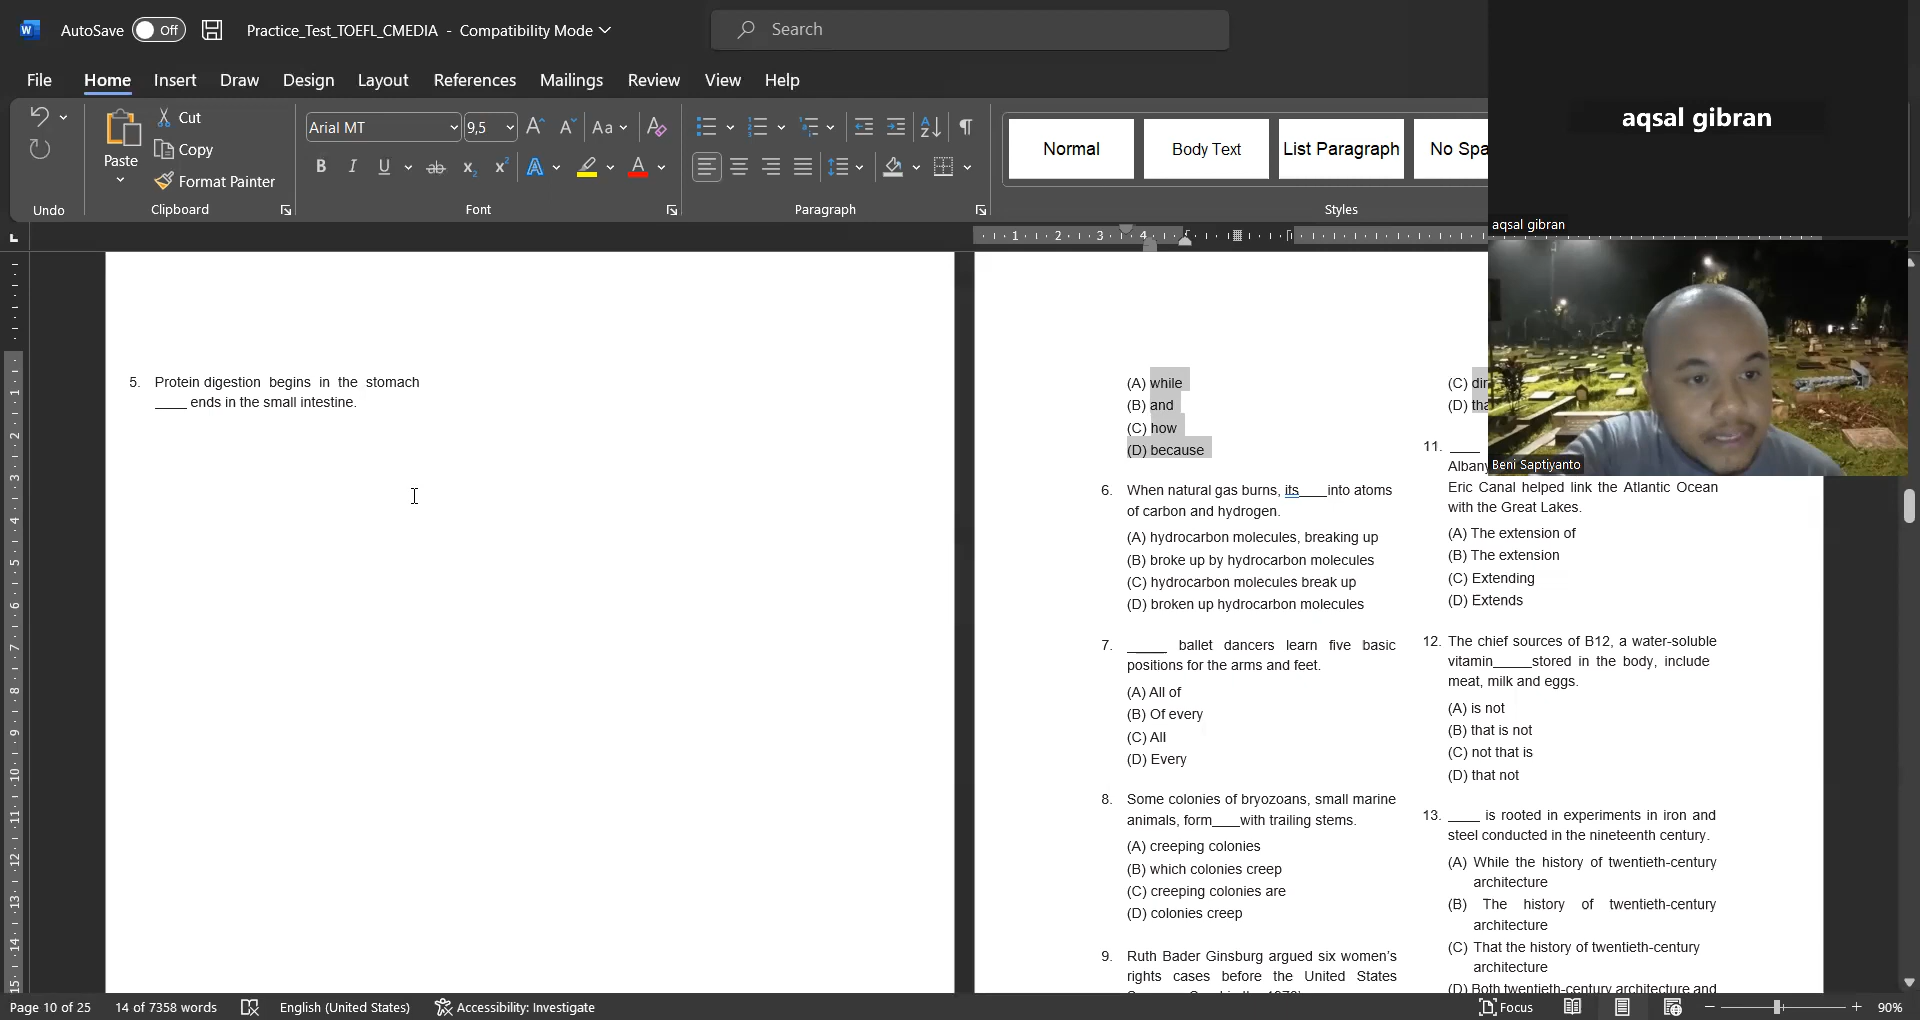 AutoSave Off Practice_Test_TOEFL_CMEDIA - Compatibility Mode
Search
File Home Insert Draw Design Layout References Mailings Review View Help
Paste
Cut
Copy
Format Painter
Arial MT 9,5
Normal
Body Text
List Paragraph
No Spa
Undo Clipboard Font Paragraph Styles
aqsal gibran
aqsal gibran
Beni Saptiyanto
5. Protein digestion begins in the stomach
____ ends in the small intestine.
(A) while
(B) and
(C) how
(D) because
6. When natural gas burns, its____into atoms
of carbon and hydrogen.
(A) hydrocarbon molecules, breaking up
(B) broke up by hydrocarbon molecules
(C) hydrocarbon molecules break up
(D) broken up hydrocarbon molecules
7. _____ ballet dancers learn five basic
positions for the arms and feet.
(A) All of
(B) Of every
(C) All
(D) Every
8. Some colonies of bryozoans, small marine
animals, form____with trailing stems.
(A) creeping colonies
(B) which colonies creep
(C) creeping colonies are
(D) colonies creep
9. Ruth Bader Ginsburg argued six women's
rights cases before the United States
(C)
(D)
11. ____
Albany
Eric Canal helped link the Atlantic Ocean
with the Great Lakes.
(A) The extension of
(B) The extension
(C) Extending
(D) Extends
12. The chief sources of B12, a water-soluble
vitamin_____stored in the body, include
meat, milk and eggs.
(A) is not
(B) that is not
(C) not that is
(D) that not
13. ____ is rooted in experiments in iron and
steel conducted in the nineteenth century.
(A) While the history of twentieth-century
architecture
(B) The history of twentieth-century
architecture
(C) That the history of twentieth-century
architecture
(D) Both twentieth-century architecture and
Page 10 of 25 14 of 7358 words English (United States) Accessibility: Investigate Focus 90%